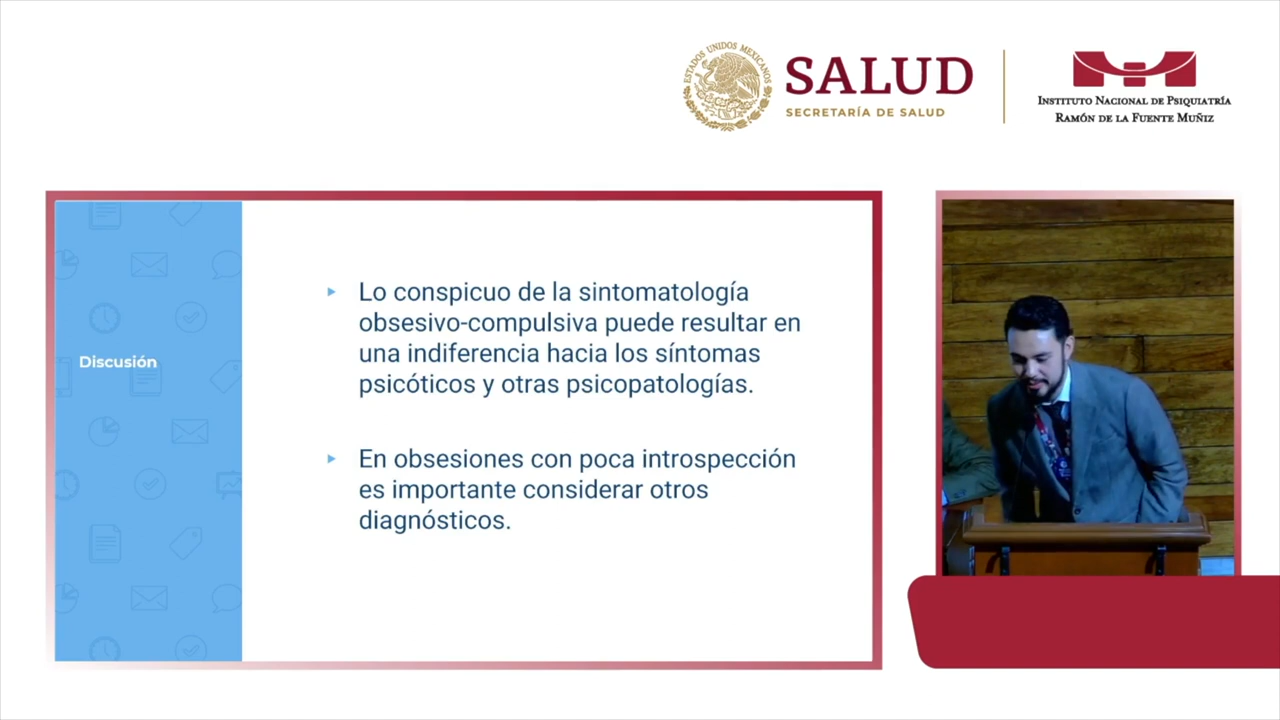 ESTADOS UNIDOS MEXICANOS
SALUD
SECRETARÍA DE SALUD
Instituto Nacional de Psiquiatría
Ramón de la Fuente Muñiz
Discusión
Lo conspicuo de la sintomatología
obsesivo-compulsiva puede resultar en
una indiferencia hacia los síntomas
psicóticos y otras psicopatologías.
En obsesiones con poca introspección
es importante considerar otros
diagnósticos.